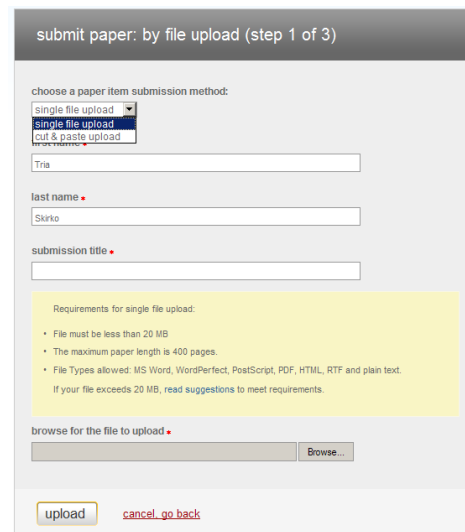 submit paper: by file upload (step 1 of 3)
choose a paper item submission method:
single file upload
single file upload
cut & paste upload
first name *
Tria
last name *
Skirko
submission title *
Requirements for single file upload:
• File must be less than 20 MB
• The maximum paper length is 400 pages.
• File Types allowed: MS Word, WordPerfect, PostScript, PDF, HTML, RTF and plain text.
If your file exceeds 20 MB, read suggestions to meet requirements.
browse for the file to upload *
Browse...
upload cancel, go back